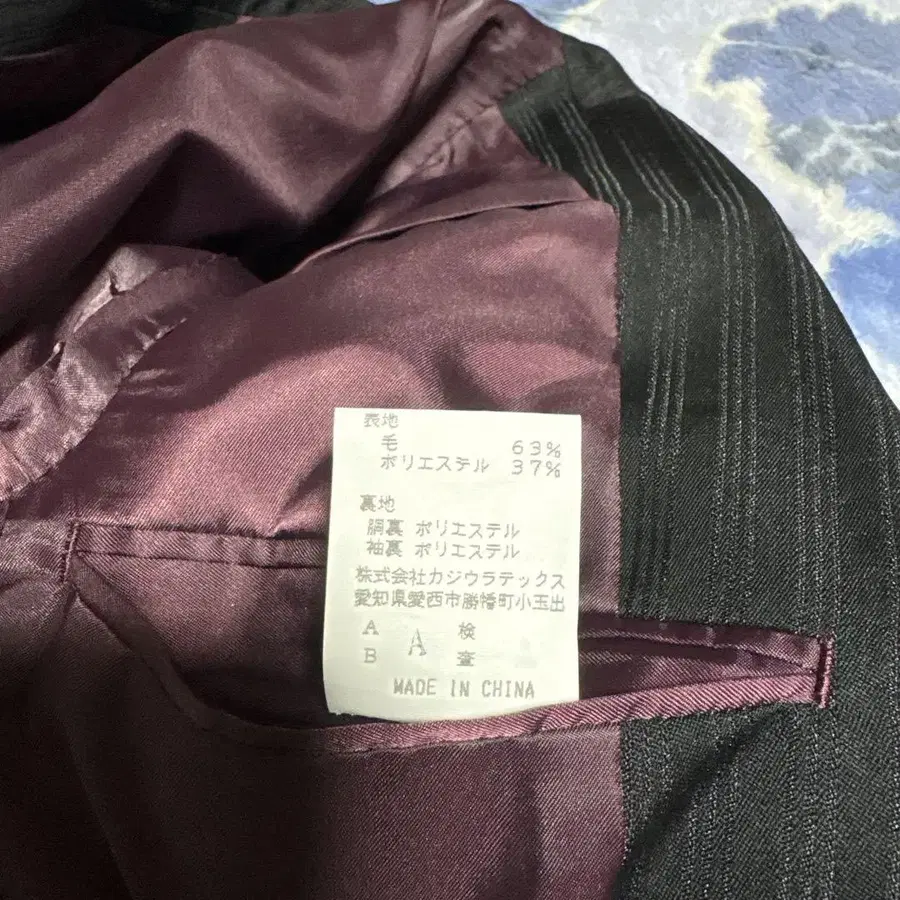 表地
毛 63%
ポリエステル 37%
裏地
胴裏 ポリエステル
袖裏 ポリエステル
株式会社カジウラテックス
愛知県愛西市勝幡町小玉出
A 検
A
B 査
MADE IN CHINA